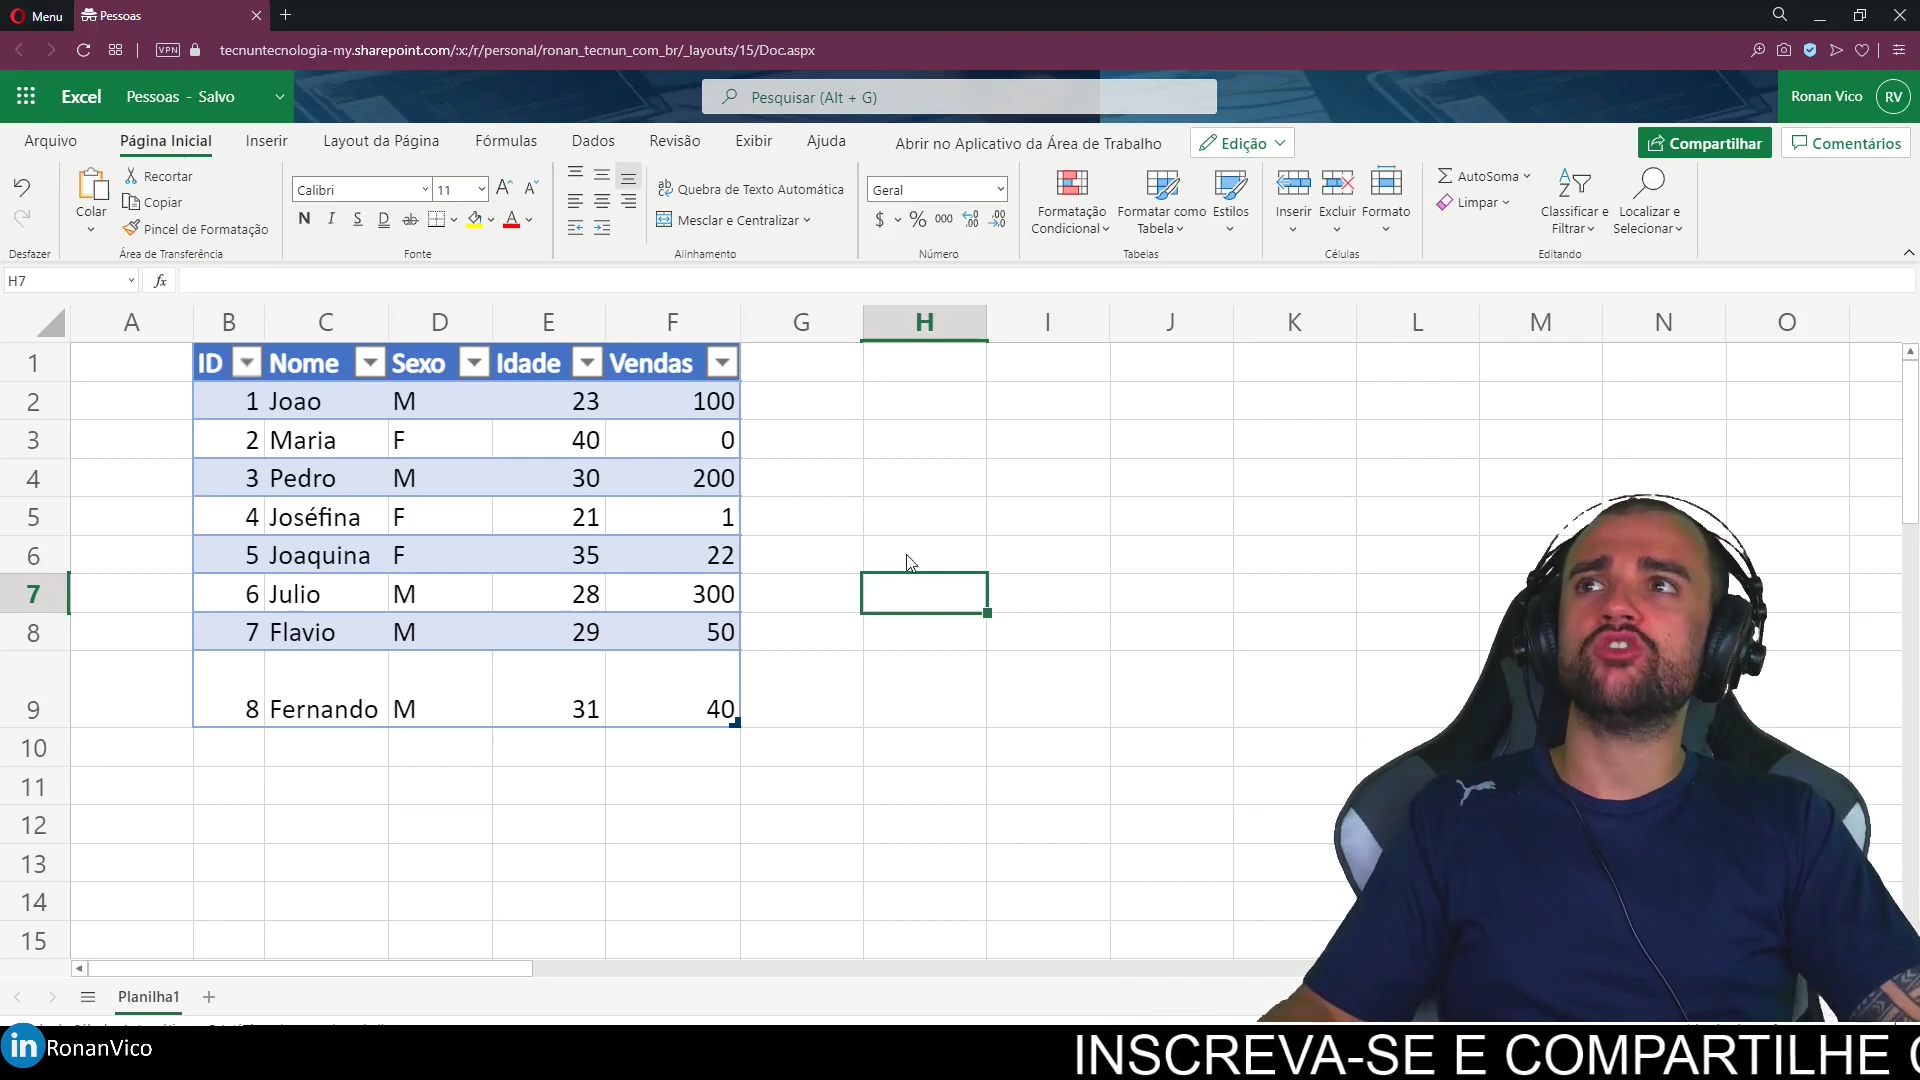 Menu Pessoas
VPN tecnuntecnologia-my.sharepoint.com/:x:/r/personal/ronan_tecnun_com_br/_layouts/15/Doc.aspx
Excel Pessoas - Salvo Pesquisar (Alt + G) Ronan Vico RV
Arquivo Página Inicial Inserir Layout da Página Fórmulas Dados Revisão Exibir Ajuda Abrir no Aplicativo da Área de Trabalho Edição Compartilhar Comentários
Colar Recortar Calibri 11 Quebra de Texto Automática Geral Formatação Condicional Formatar como Tabela Estilos Inserir Excluir Formato AutoSoma Classificar e Filtrar Localizar e Selecionar
Copiar Limpar
Pincel de Formatação N I S D ab Mesclar e Centralizar $ % 000
Desfazer Área de Transferência Fonte Alinhamento Número Tabelas Células Editando
H7 fx
A B C D E F G H I J K L M N O
1 ID Nome Sexo Idade Vendas
2 1 Joao M 23 100
3 2 Maria F 40 0
4 3 Pedro M 30 200
5 4 Joséfina F 21 1
6 5 Joaquina F 35 22
7 6 Julio M 28 300
8 7 Flavio M 29 50
9 8 Fernando M 31 40
10
11
12
13
14
15
Planilha1
in RonanVico INSCREVA-SE E COMPARTILHE